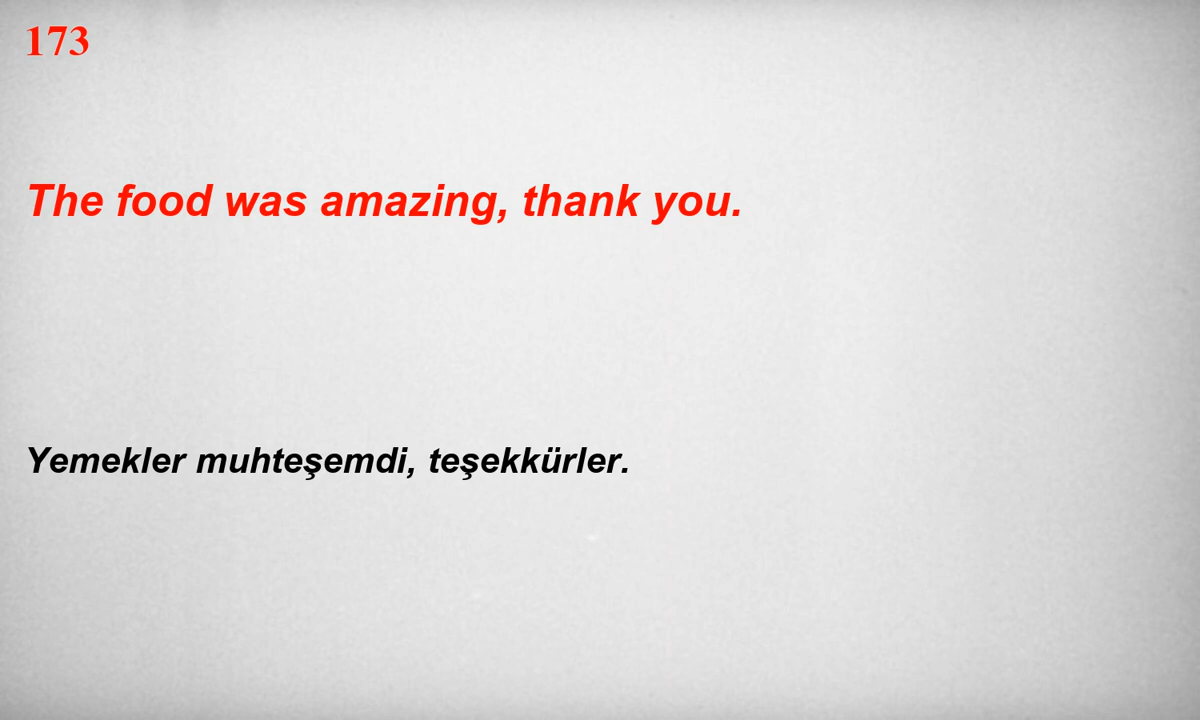 173
The food was amazing, thank you.
Yemekler muhteşemdi, teşekkürler.